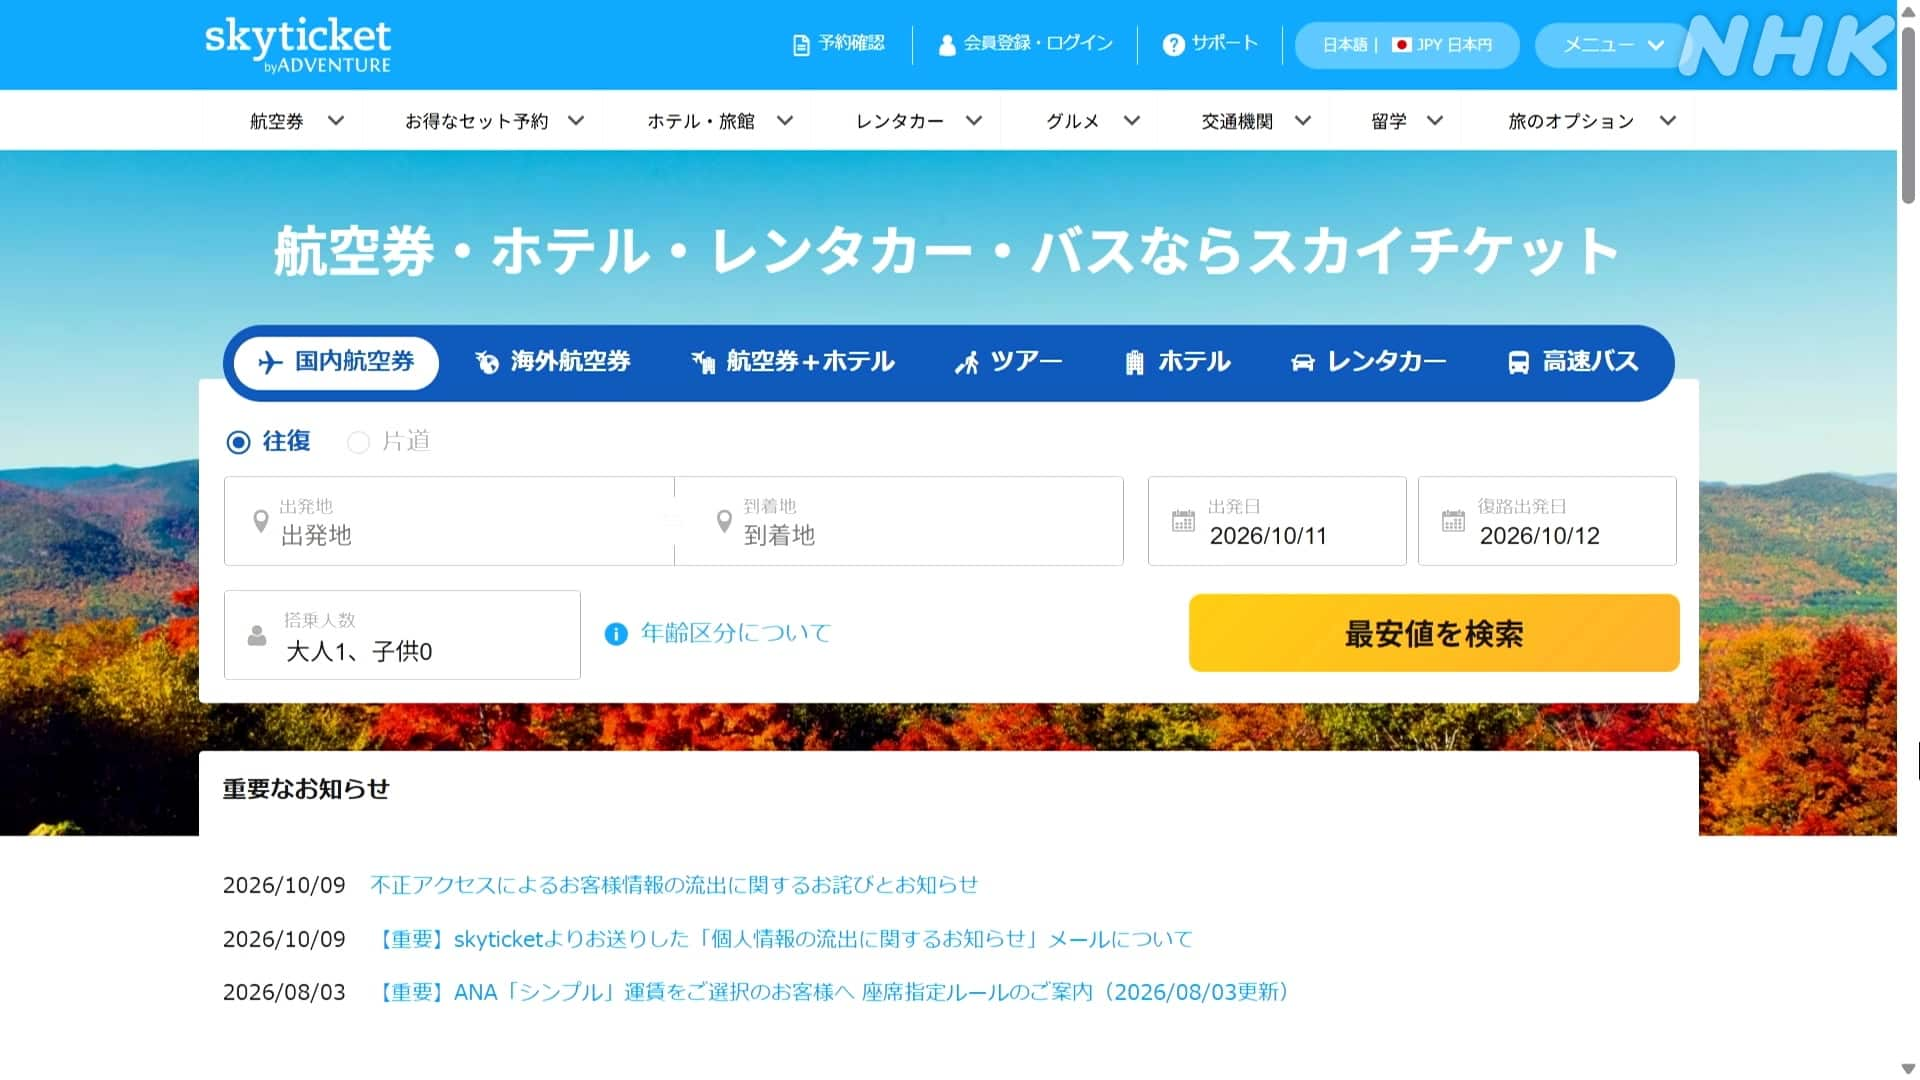 skyticket
byADVENTURE
予約確認
会員登録・ログイン
サポート
日本語 | JPY 日本円
メニュー
NHK
航空券
お得なセット予約
ホテル・旅館
レンタカー
グルメ
交通機関
留学
旅のオプション
航空券・ホテル・レンタカー・バスならスカイチケット
国内航空券
海外航空券
航空券＋ホテル
ツアー
ホテル
レンタカー
高速バス
往復
片道
出発地
出発地
到着地
到着地
出発日
2026/10/11
復路出発日
2026/10/12
搭乗人数
大人1、子供0
年齢区分について
最安値を検索
重要なお知らせ
2026/10/09 不正アクセスによるお客様情報の流出に関するお詫びとお知らせ
2026/10/09 【重要】skyticketよりお送りした「個人情報の流出に関するお知らせ」メールについて
2026/08/03 【重要】ANA「シンプル」運賃をご選択のお客様へ 座席指定ルールのご案内（2026/08/03更新）